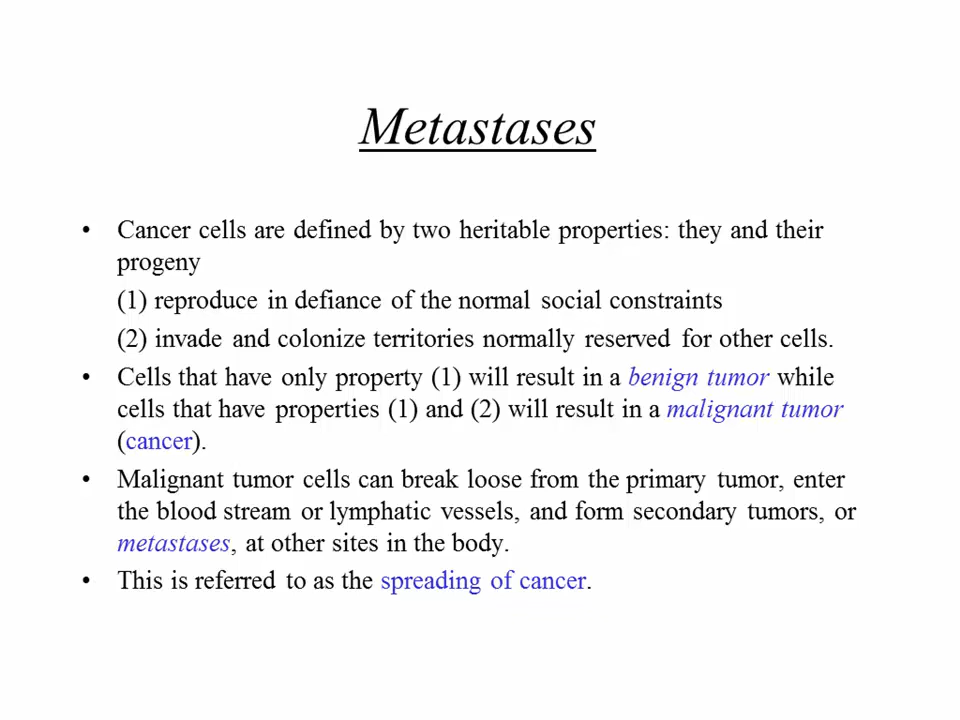 Metastases
• Cancer cells are defined by two heritable properties: they and their
progeny
(1) reproduce in defiance of the normal social constraints
(2) invade and colonize territories normally reserved for other cells.
• Cells that have only property (1) will result in a benign tumor while
cells that have properties (1) and (2) will result in a malignant tumor
(cancer).
• Malignant tumor cells can break loose from the primary tumor, enter
the blood stream or lymphatic vessels, and form secondary tumors, or
metastases, at other sites in the body.
• This is referred to as the spreading of cancer.